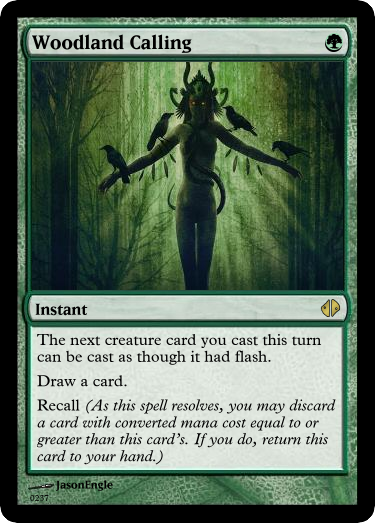 Woodland Calling
Instant
The next creature card you cast this turn
can be cast as though it had flash.
Draw a card.
Recall (As this spell resolves, you may discard
a card with converted mana cost equal to or
greater than this card's. If you do, return this
card to your hand.)
JasonEngle
0237